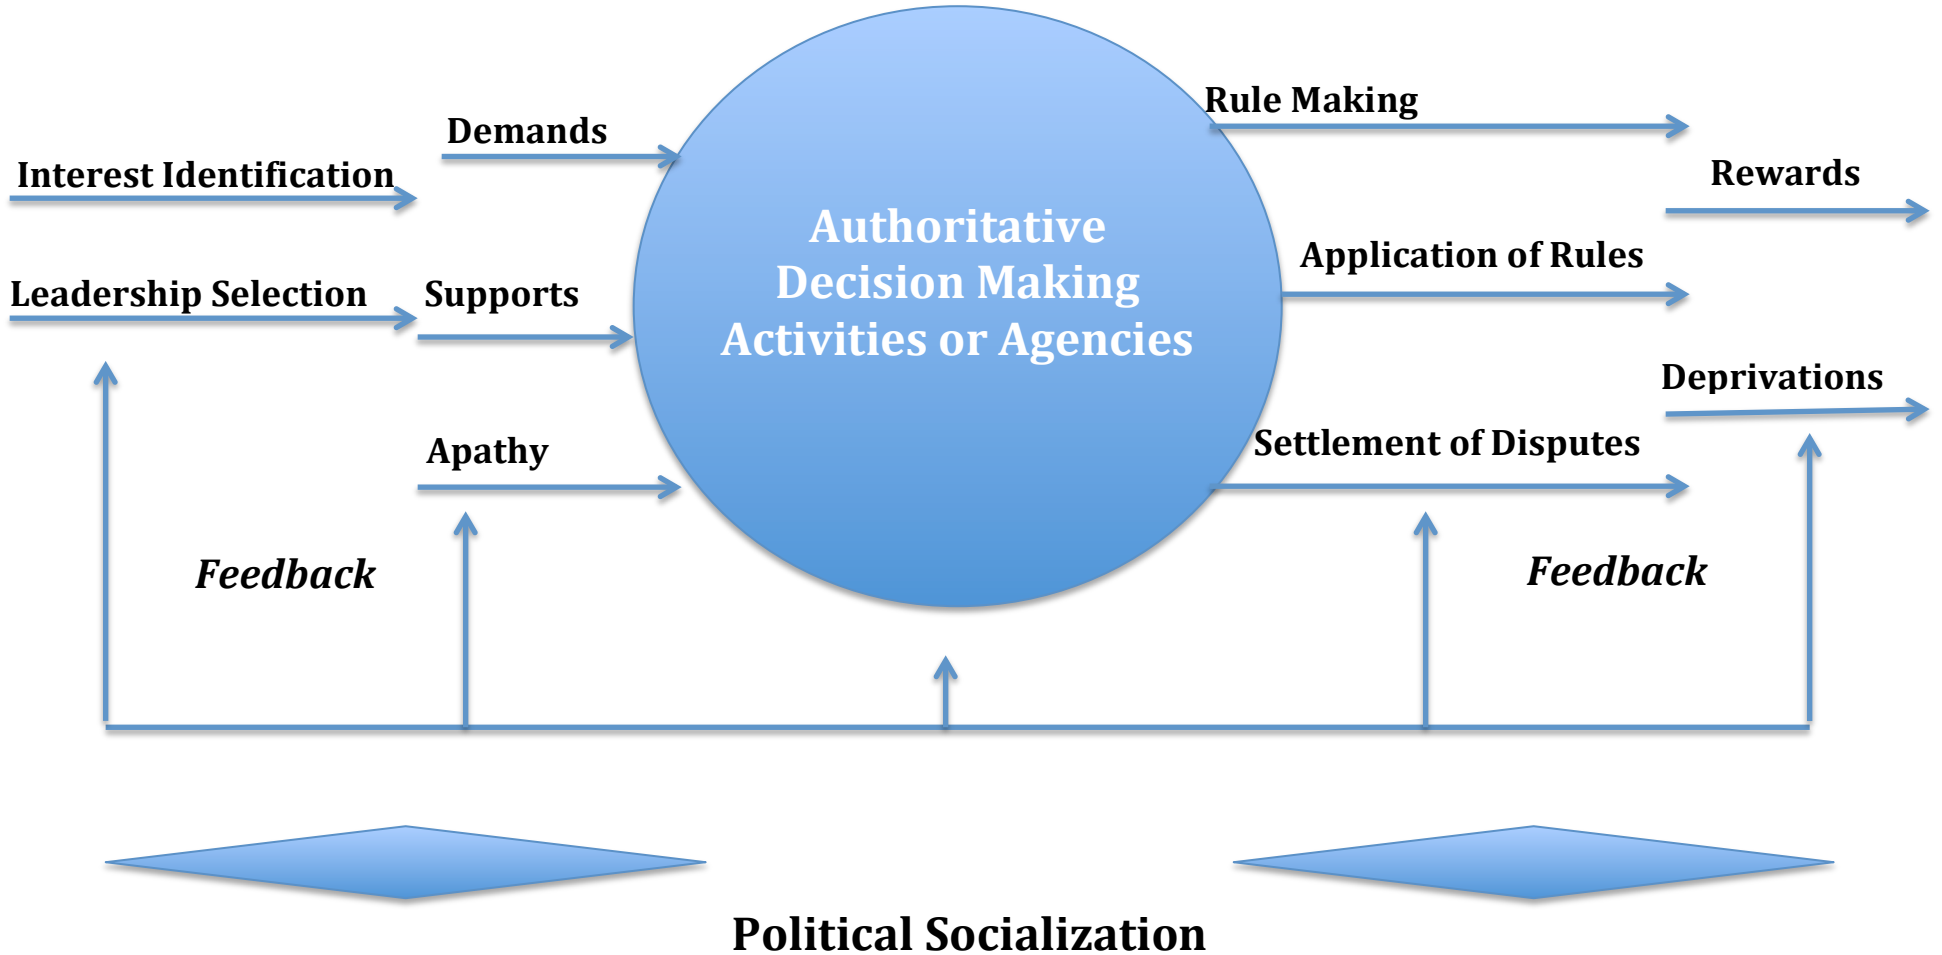 Rule Making
Demands
Interest Identification
Rewards
Authoritative
Decision Making
Activities or Agencies
Application of Rules
Leadership Selection
Supports
Deprivations
Apathy
Settlement of Disputes
Feedback
Feedback
Political Socialization